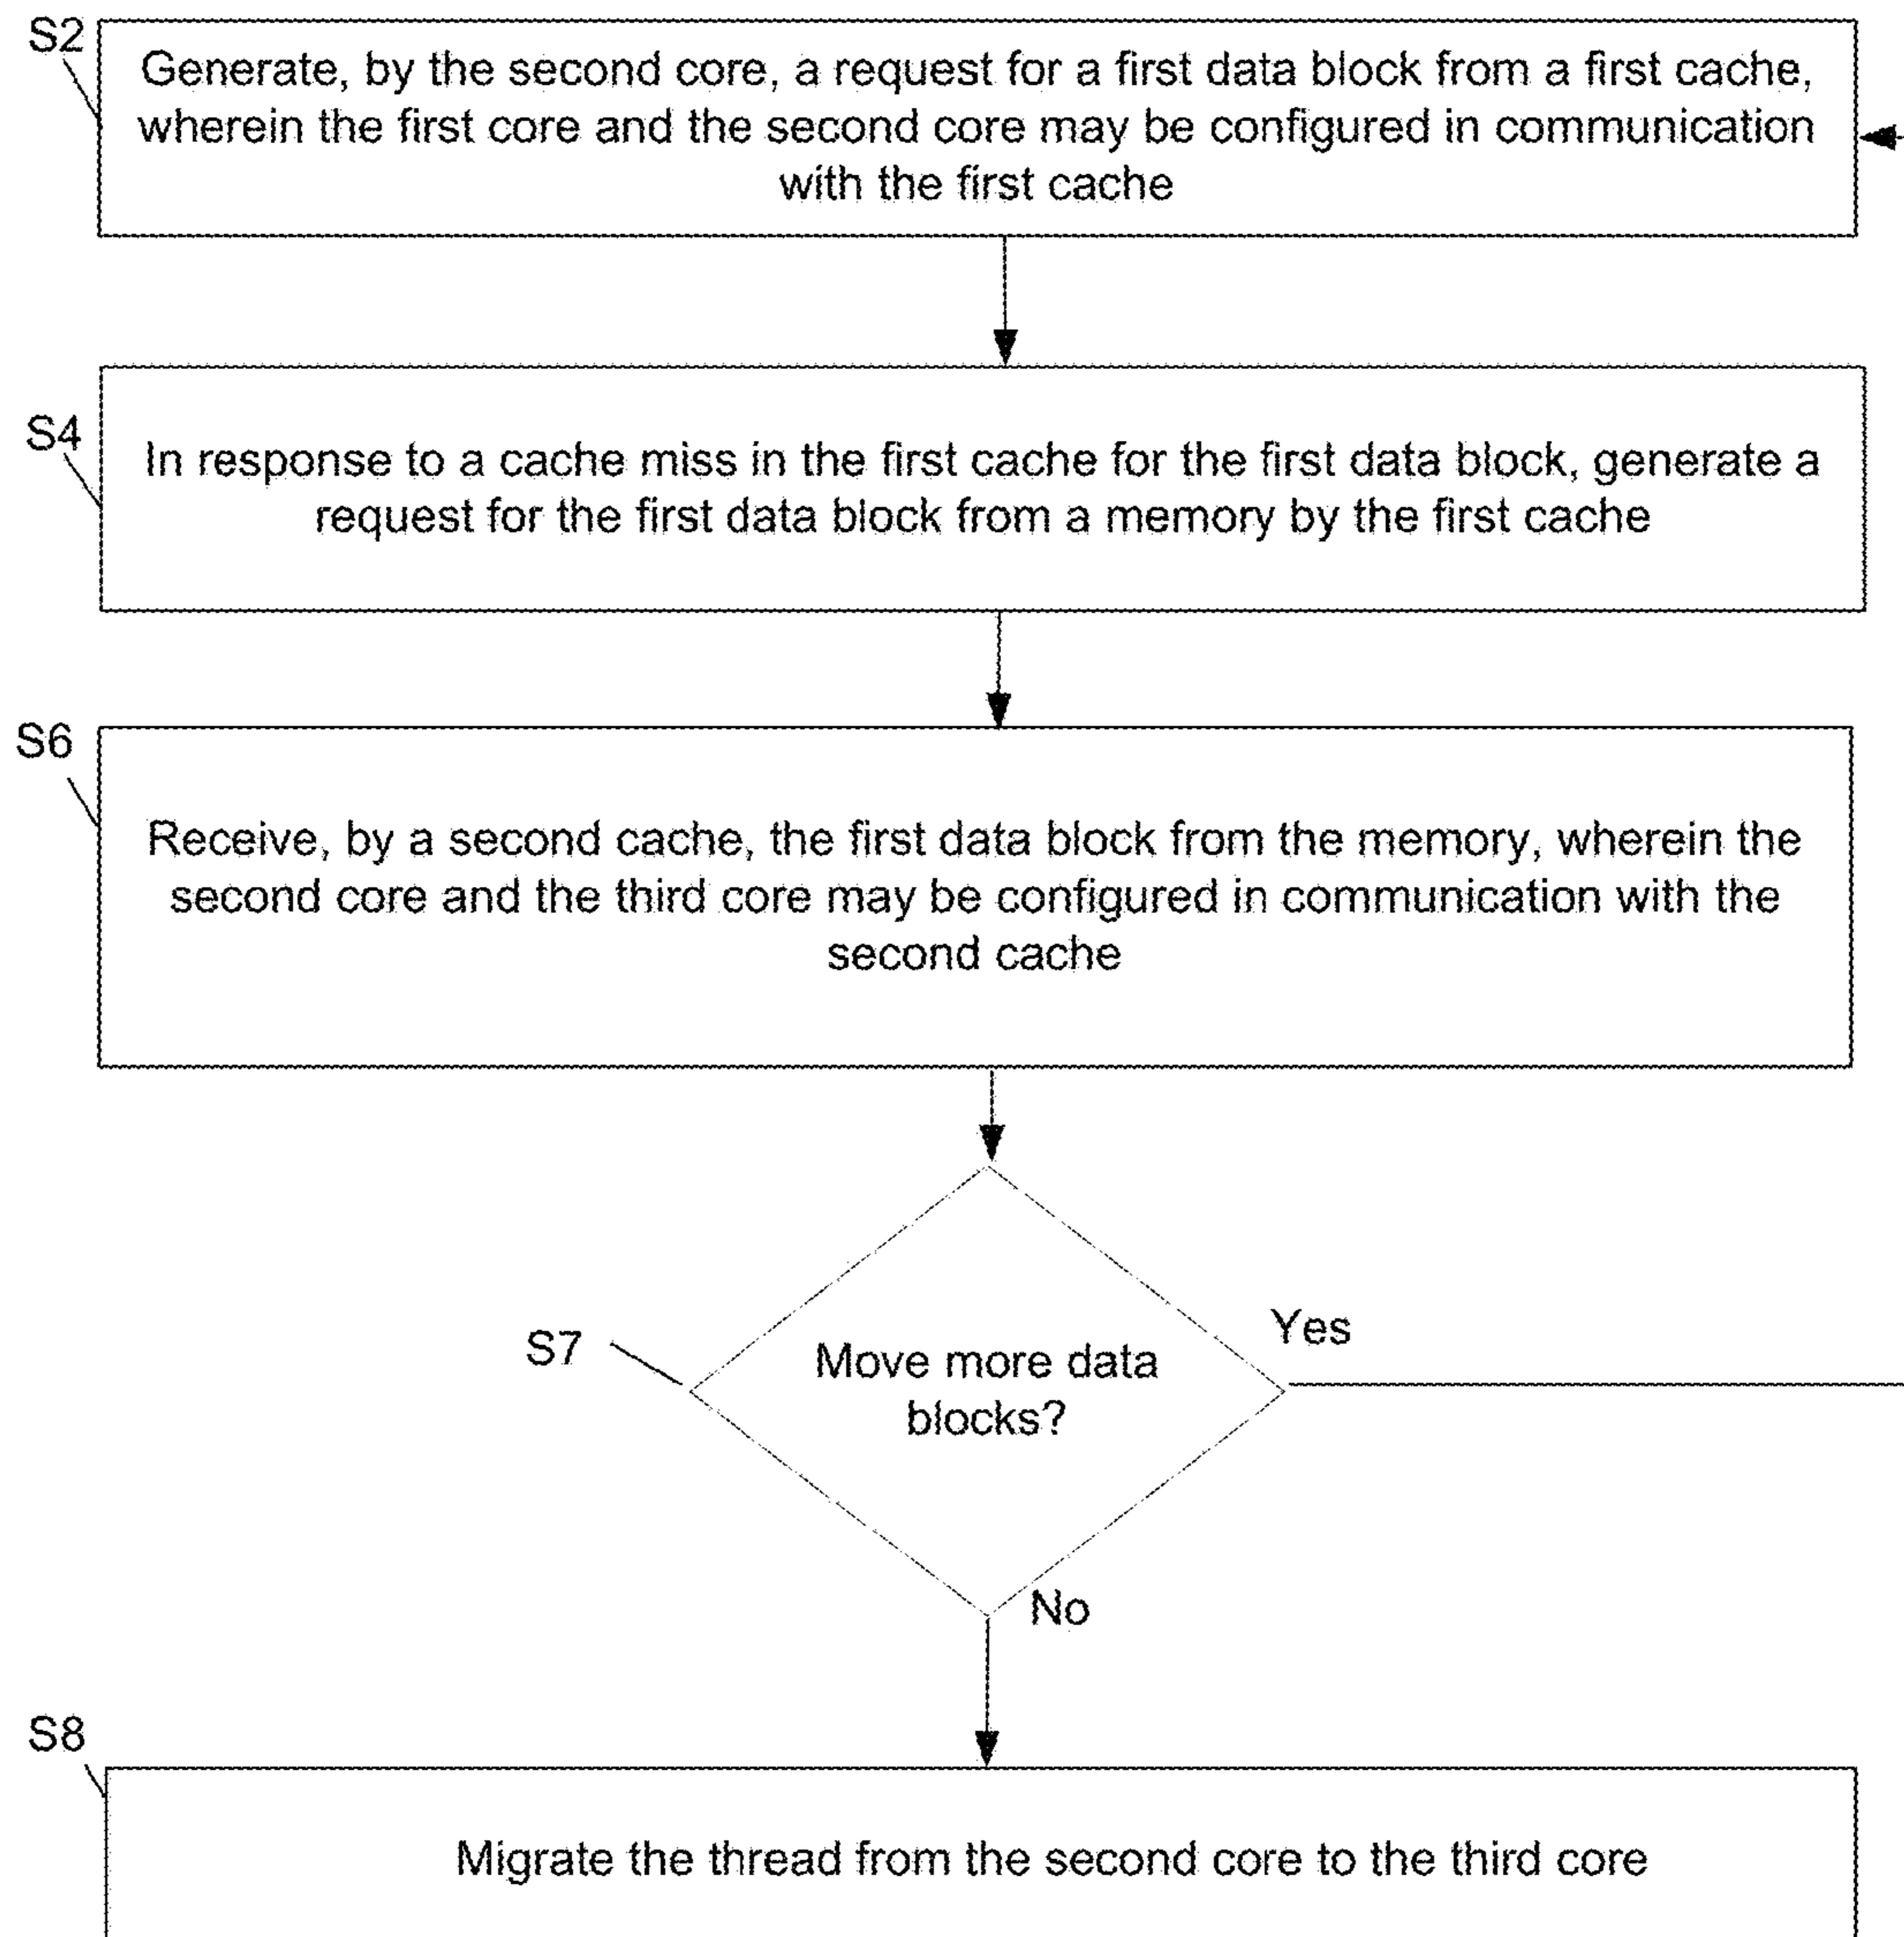 S2
Generate, by the second core, a request for a first data block from a first cache,
wherein the first core and the second core may be configured in communication
with the first cache
S4
In response to a cache miss in the first cache for the first data block, generate a
request for the first data block from a memory by the first cache
S6
Receive, by a second cache, the first data block from the memory, wherein the
second core and the third core may be configured in communication with the
second cache
S7
Move more data
blocks?
Yes
No
S8
Migrate the thread from the second core to the third core